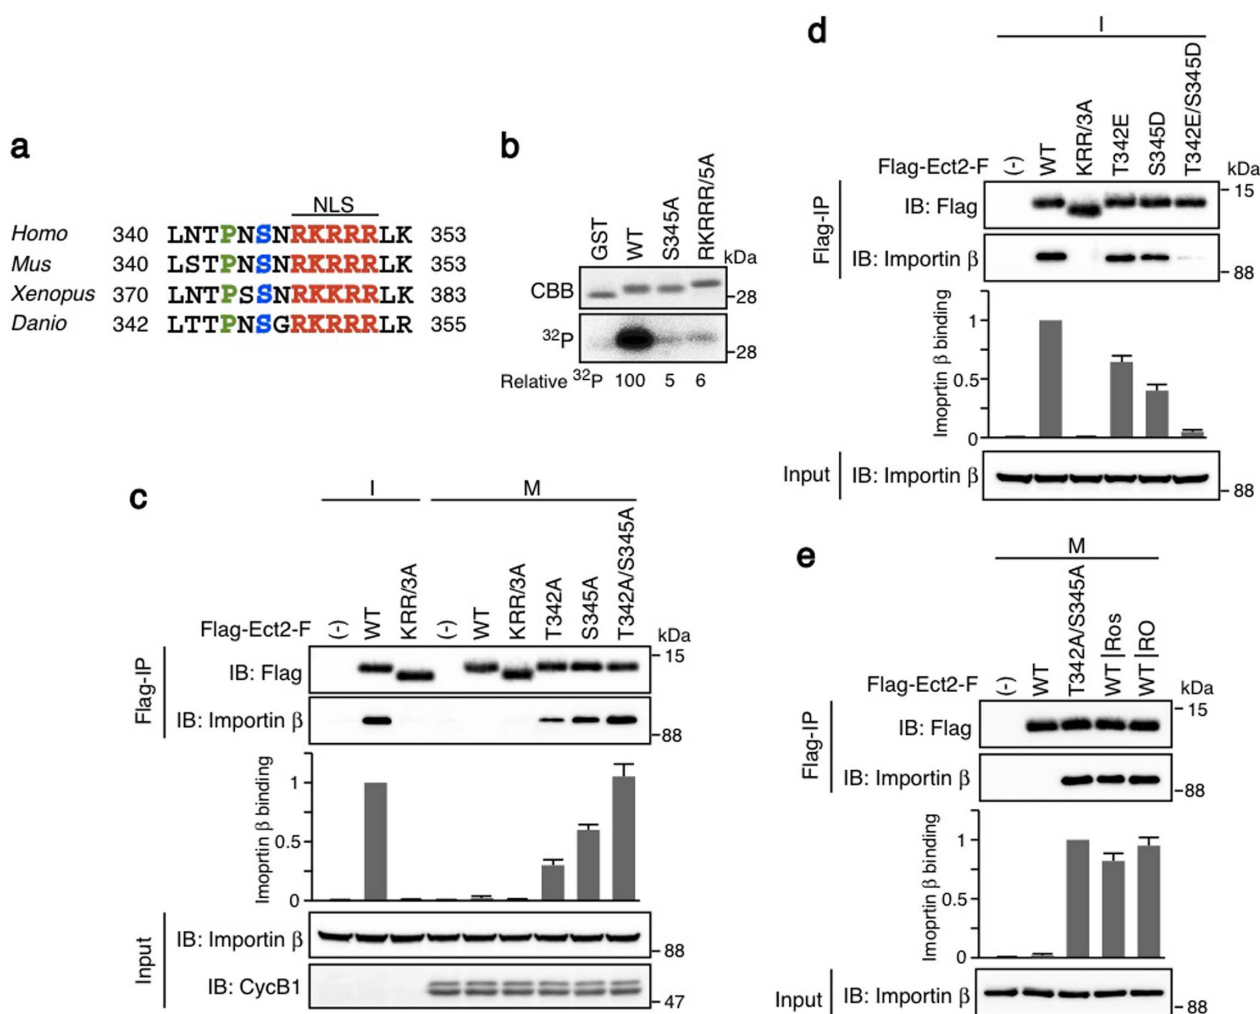 a
NLS
Homo 340 LNTPNSNRKRRRLK 353
Mus 340 LSTPNSNRKRRRLK 353
Xenopus 370 LNTPSSNRKRRRLK 383
Danio 342 LTTPNSGRKRRRLR 355
b
GST WT S345A RKRRR/5A
kDa
CBB
28
32P
28
Relative 32P 100 5 6
c
I M
Flag-Ect2-F (-) WT KRR/3A (-) WT KRR/3A T342A S345A T342A/S345A
kDa
Flag-IP
IB: Flag
15
IB: Importin β
88
Imoprtin β binding
1
0.5
0
Input
IB: Importin β
88
IB: CycB1
47
d
I
Flag-Ect2-F (-) WT KRR/3A T342E S345D T342E/S345D
kDa
Flag-IP
IB: Flag
15
IB: Importin β
88
Imoprtin β binding
1
0.5
0
Input
IB: Importin β
88
e
M
Flag-Ect2-F (-) WT T342A/S345A WT Ros WT RO
kDa
Flag-IP
IB: Flag
15
IB: Importin β
88
Imoprtin β binding
1
0.5
0
Input
IB: Importin β
88